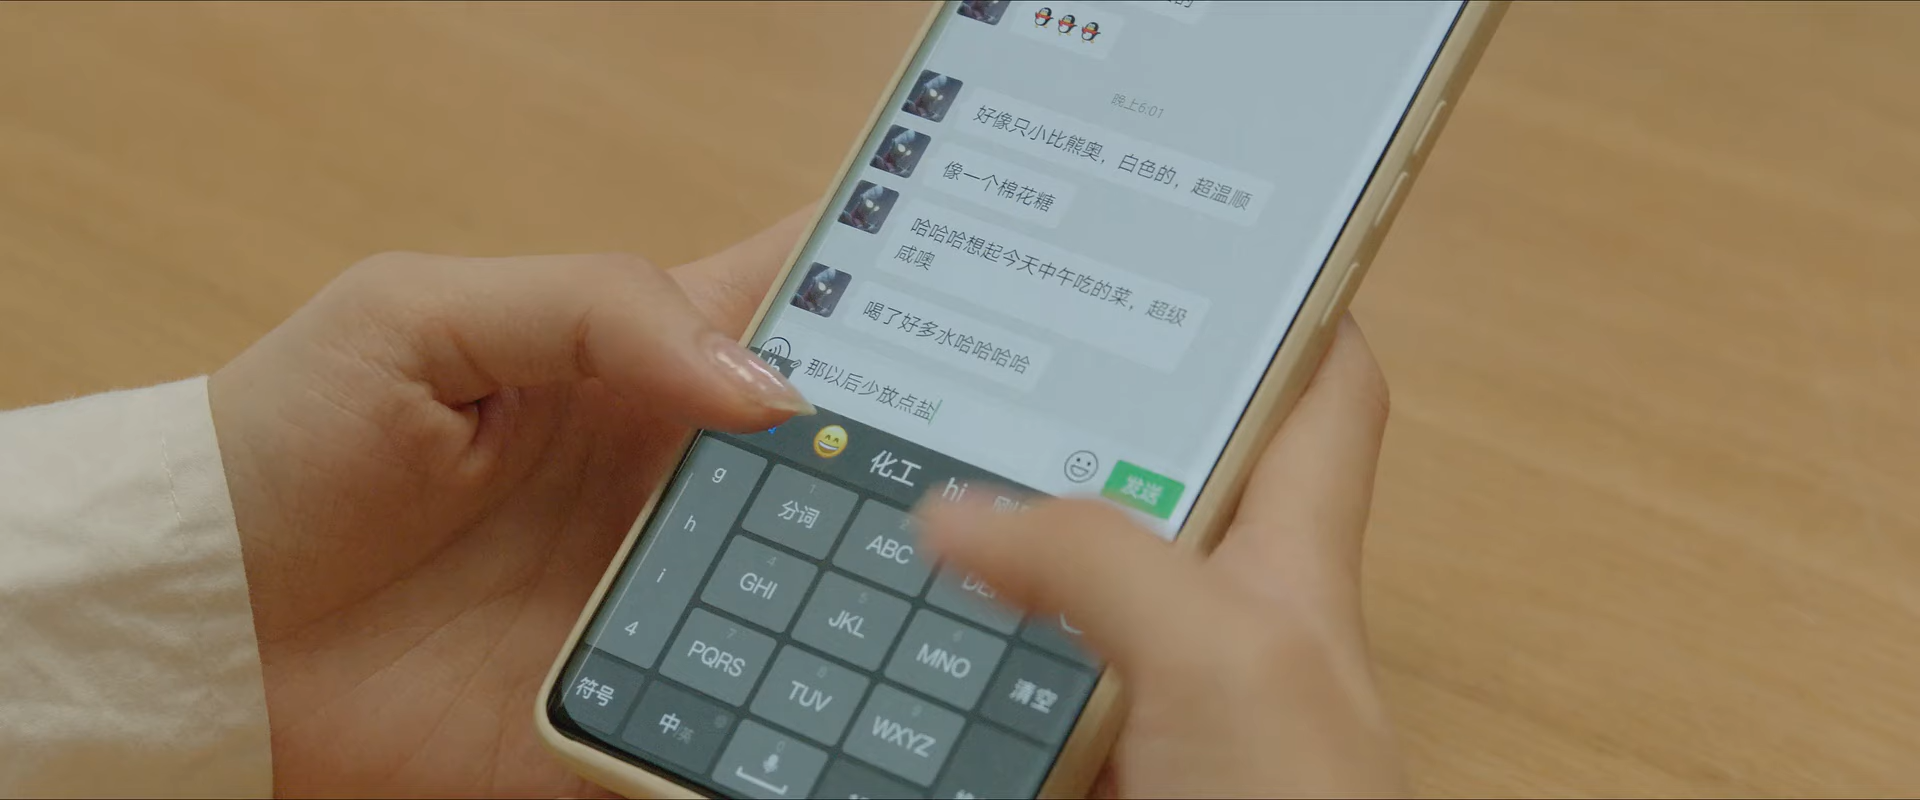 晚上6:01
好像只小比熊奥，白色的，超温顺
像一个棉花糖
哈哈哈想起今天中午吃的菜，超级
咸噢
喝了好多水哈哈哈哈
那以后少放点盐
发送
化工 hi
g
分词
h
ABC
GHI
i
JKL
4
PQRS
MNO
清空
符号
TUV
中/英
WXYZ